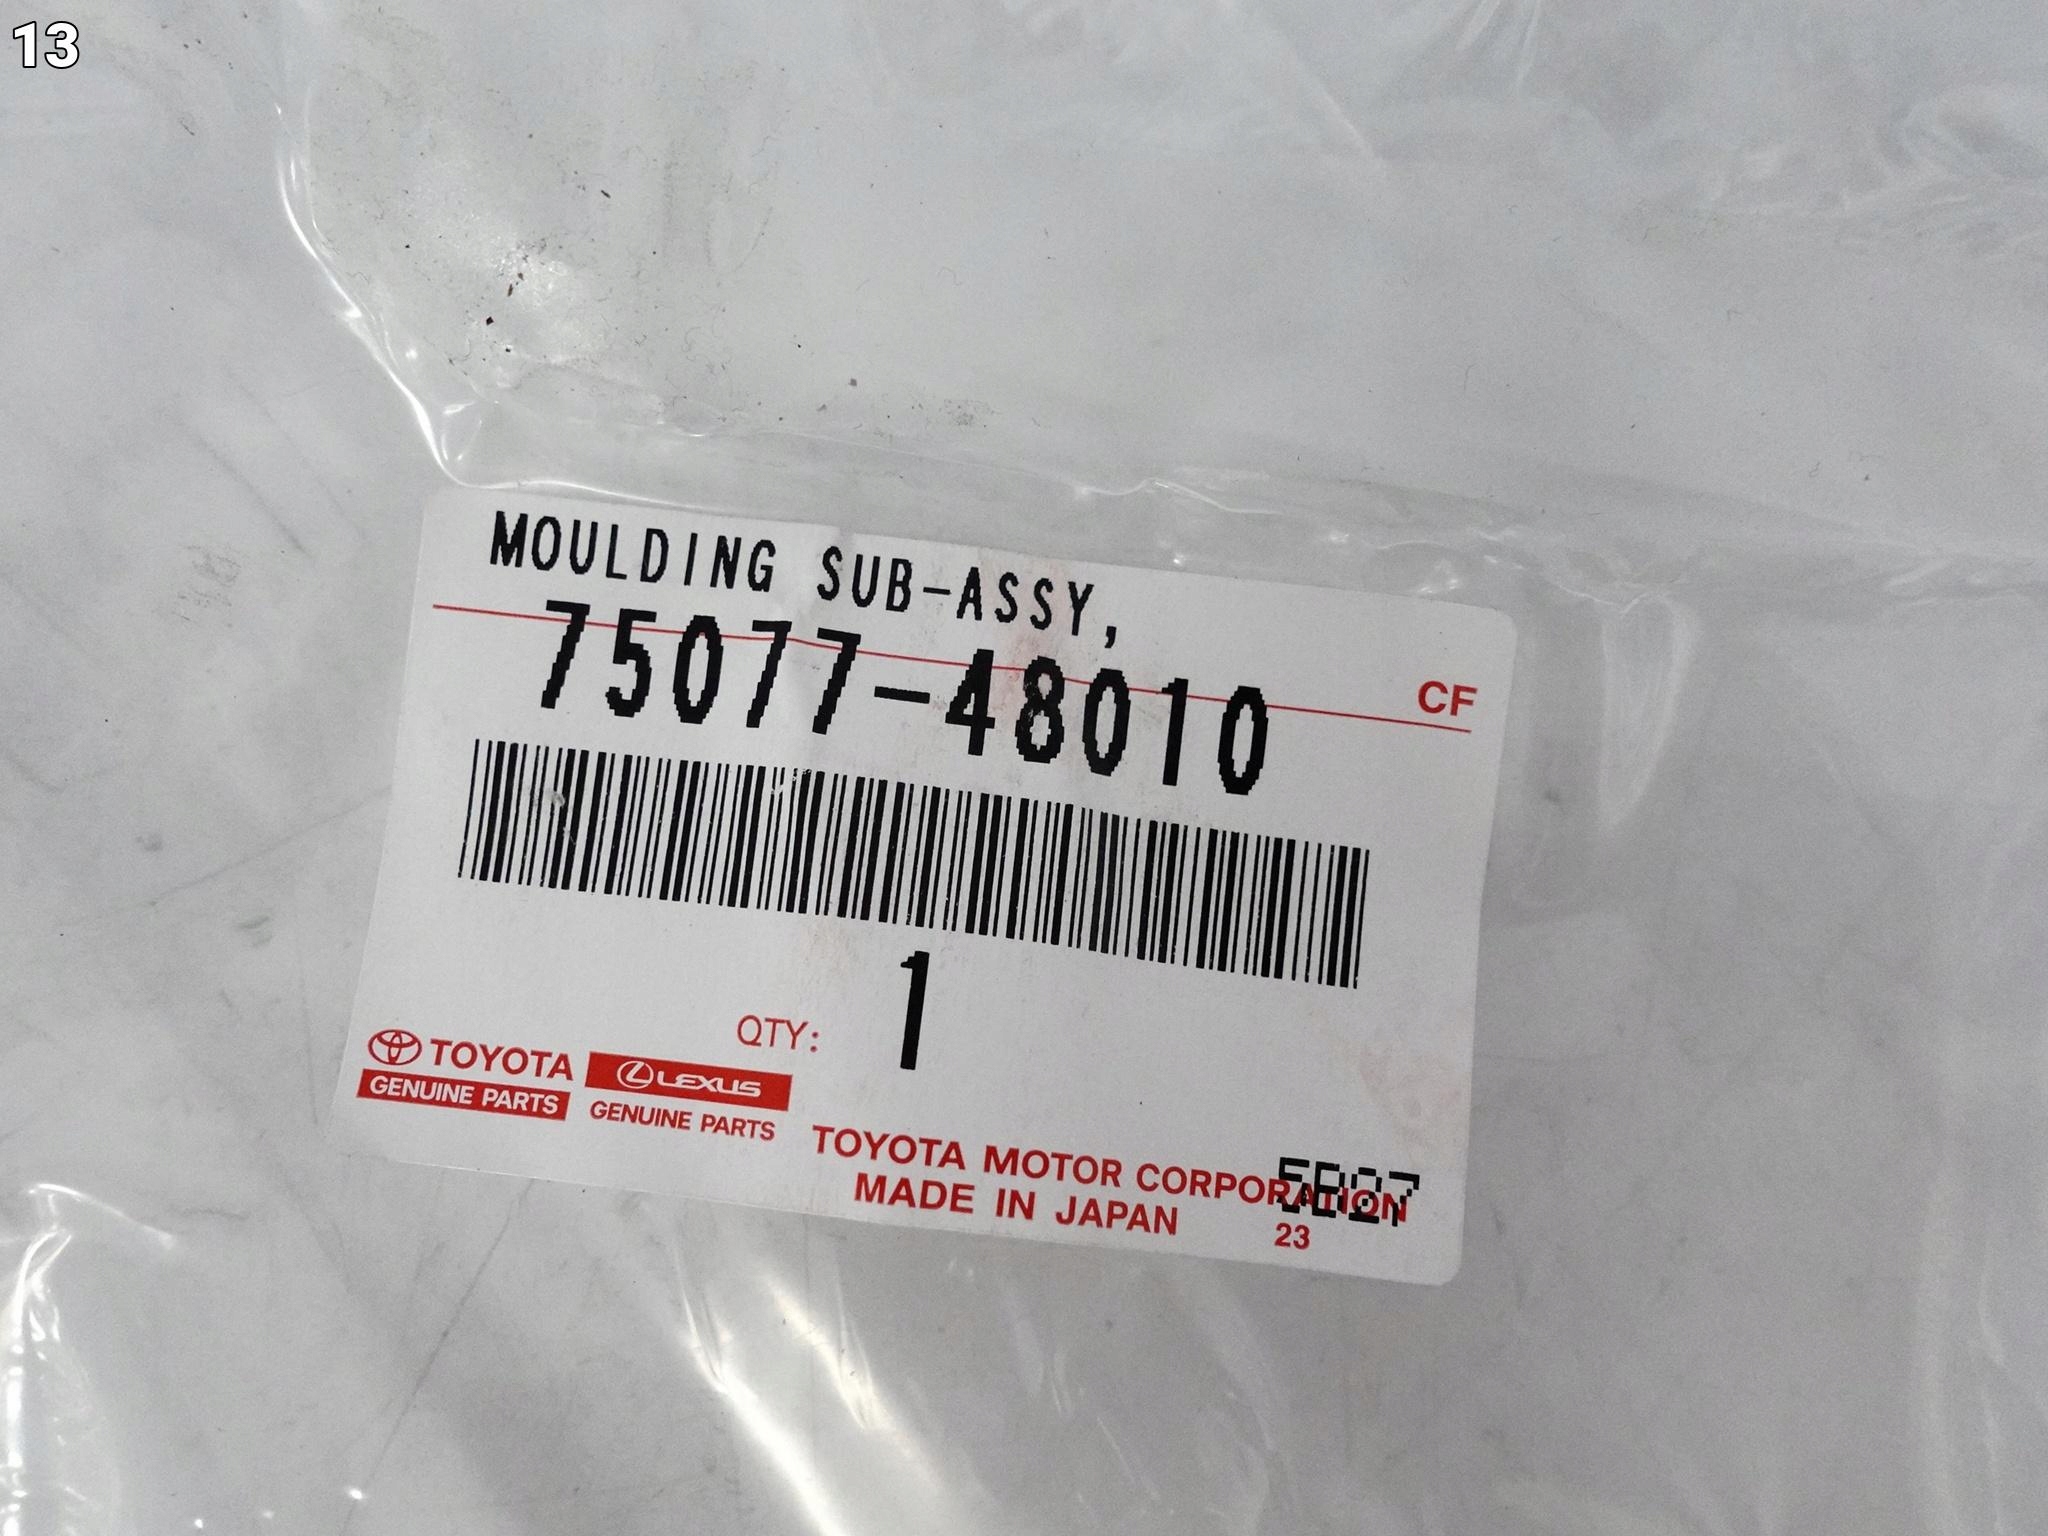 13
MOULDING SUB-ASSY,
75077-48010
CF
1
QTY:
TOYOTA
GENUINE PARTS
LEXUS
GENUINE PARTS
TOYOTA MOTOR CORPORATION
MADE IN JAPAN
23